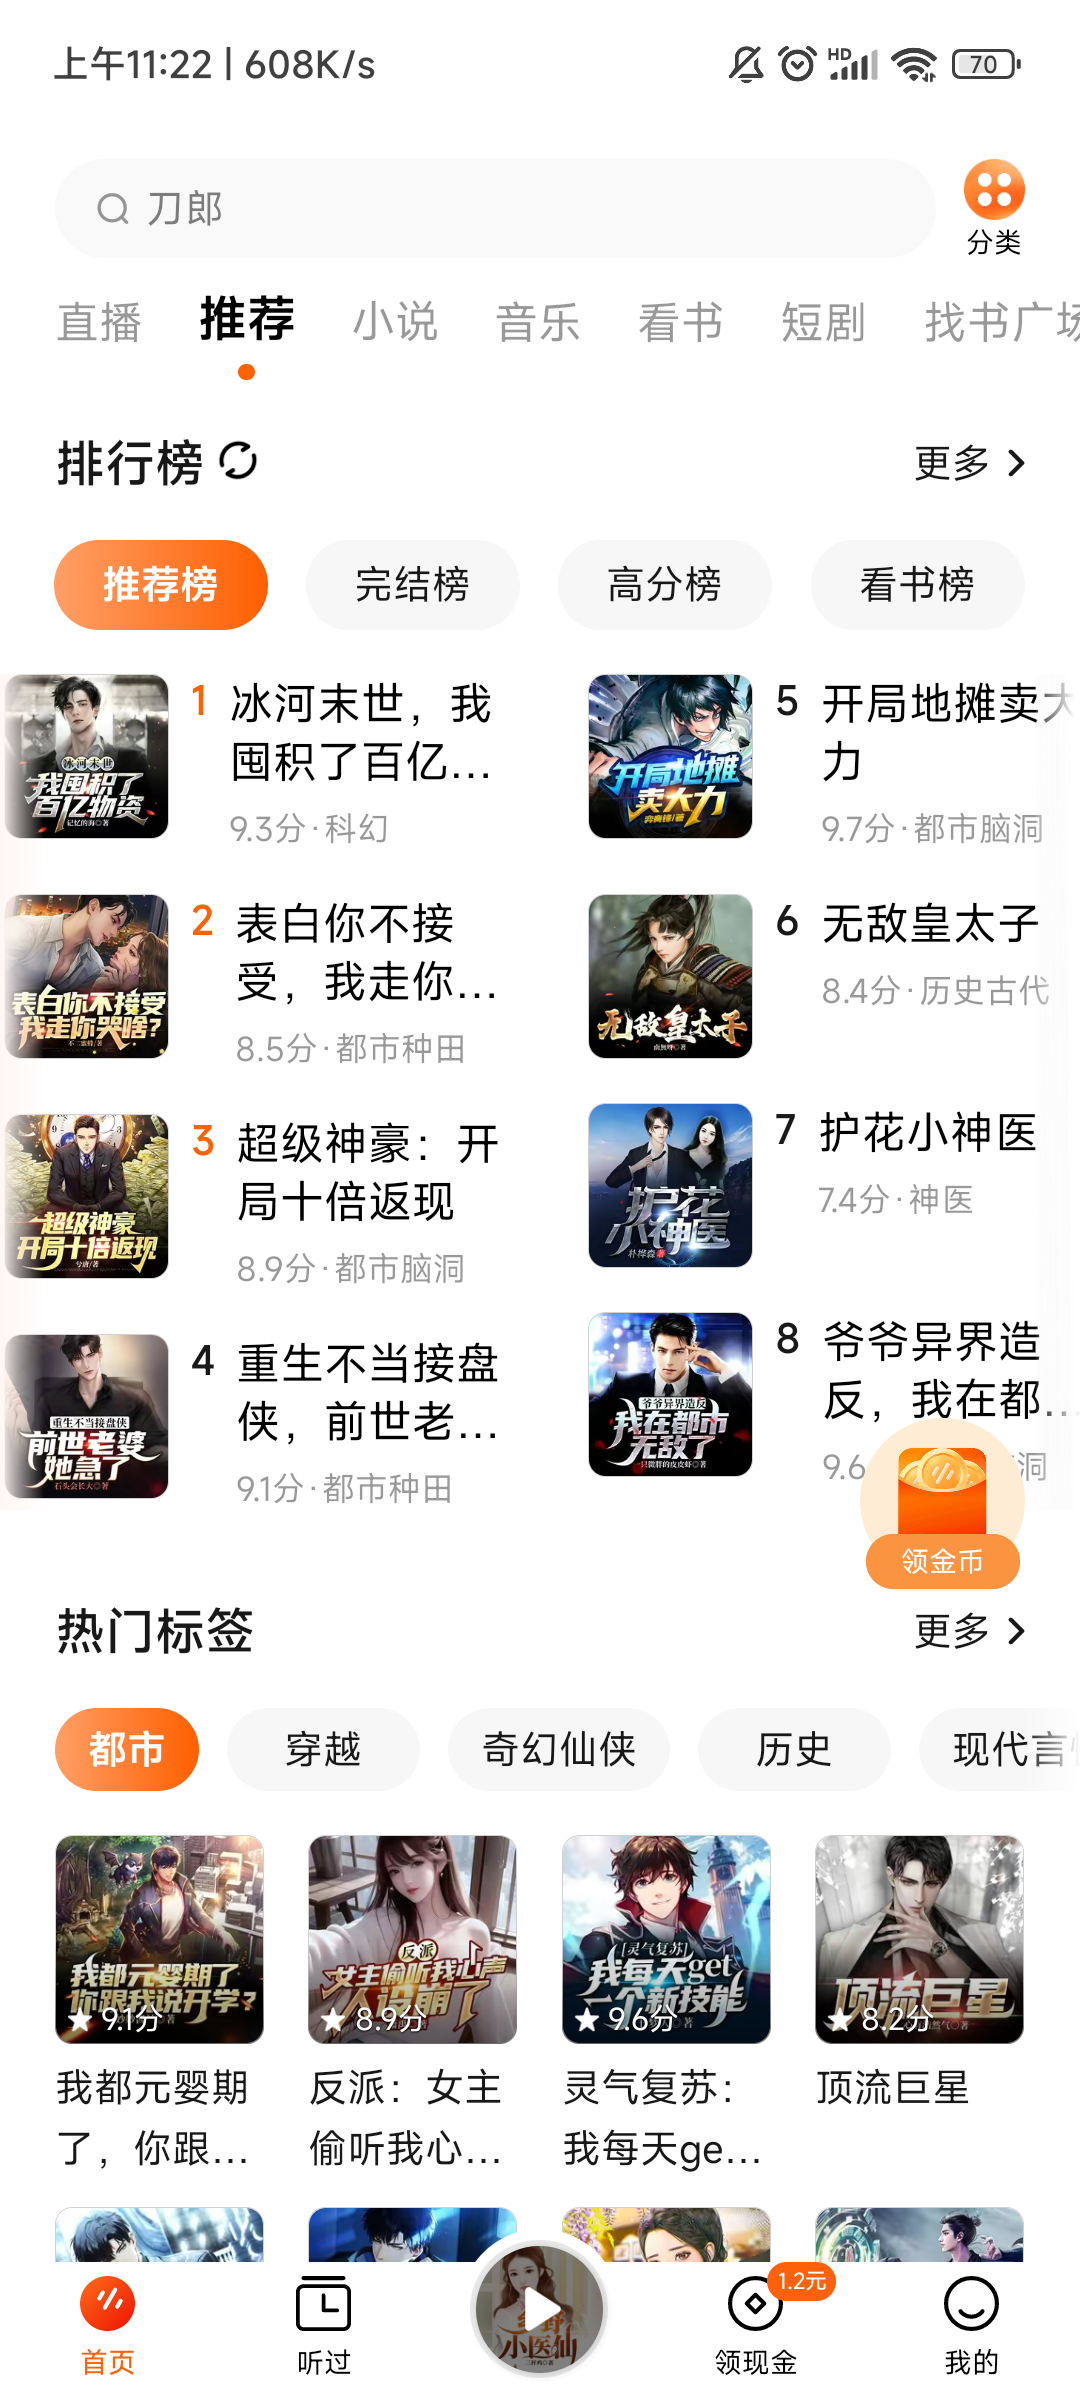 上午11:22 | 608K/s
HD
70
刀郎
分类
直播
推荐
小说
音乐
看书
短剧
找书广场
排行榜
更多
推荐榜
完结榜
高分榜
看书榜
冰河末世
我囤积了
百亿物资
1
冰河末世，我
囤积了百亿...
9.3分·科幻
表白你不接受
我走你哭啥?
2
表白你不接
受，我走你...
8.5分·都市种田
超级神豪
开局十倍返现
3
超级神豪：开
局十倍返现
8.9分·都市脑洞
重生不当接盘侠
前世老婆
她急了
4
重生不当接盘
侠，前世老...
9.1分·都市种田
开局地摊
卖大力
5
开局地摊卖大
力
9.7分·都市脑洞
无敌皇太子
6
无敌皇太子
8.4分·历史古代
护花
小神医
7
护花小神医
7.4分·神医
爷爷异界造反
我在都市
无敌了
8
爷爷异界造
反，我在都...
9.6
洞
领金币
热门标签
更多
都市
穿越
奇幻仙侠
历史
现代言情
我都元婴期了
你跟我说开学?
9.1分
反派
女主偷听我心声
人设崩了
8.9分
[灵气复苏]
我每天get
一个新技能
9.6分
顶流巨星
8.2分
我都元婴期
了，你跟...
反派：女主
偷听我心...
灵气复苏：
我每天ge...
顶流巨星
首页
听过
小医仙
1.2元
领现金
我的